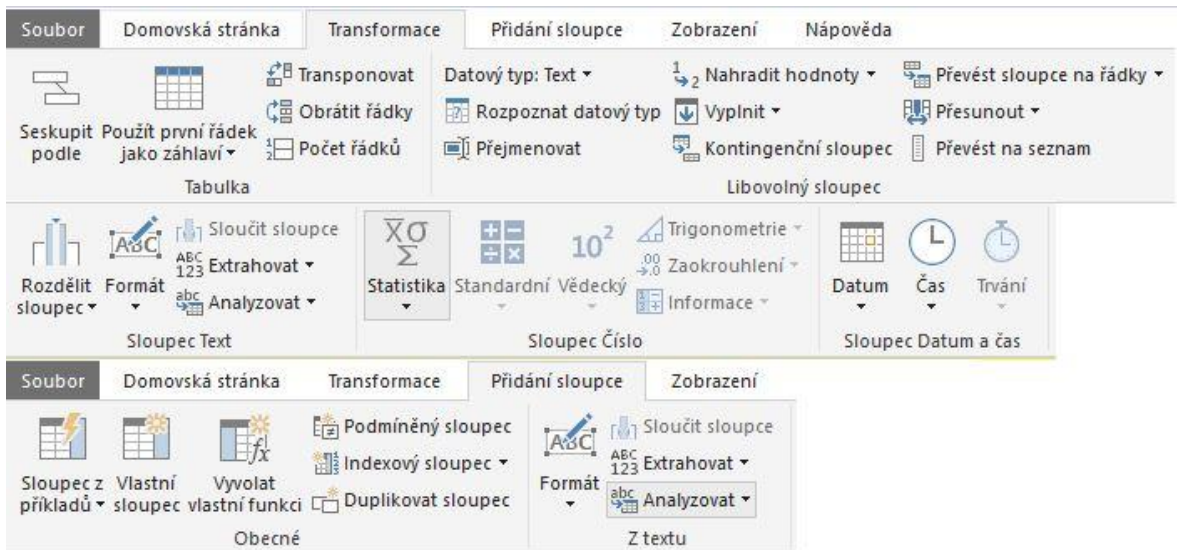 Soubor Domovská stránka Transformace Přidání sloupce Zobrazení Nápověda
Transponovat Datový typ: Text Nahradit hodnoty Převést sloupce na řádky
Obrátit řádky Rozpoznat datový typ Vyplnit Přesunout
Seskupit podle Použít první řádek jako záhlaví Počet řádků Přejmenovat Kontingenční sloupec Převést na seznam
Tabulka Libovolný sloupec
Rozdělit sloupec Formát Sloučit sloupce Extrahovat Analyzovat
Statistika Standardní Vědecký Trigonometrie Zaokrouhlení Informace
Datum Čas Trvání
Sloupec Text Sloupec Číslo Sloupec Datum a čas
Soubor Domovská stránka Transformace Přidání sloupce Zobrazení
Sloupec z příkladů Vlastní sloupec Vyvolat vlastní funkci Podmíněný sloupec Indexový sloupec Duplikovat sloupec
Formát Sloučit sloupce Extrahovat Analyzovat
Obecné Z textu